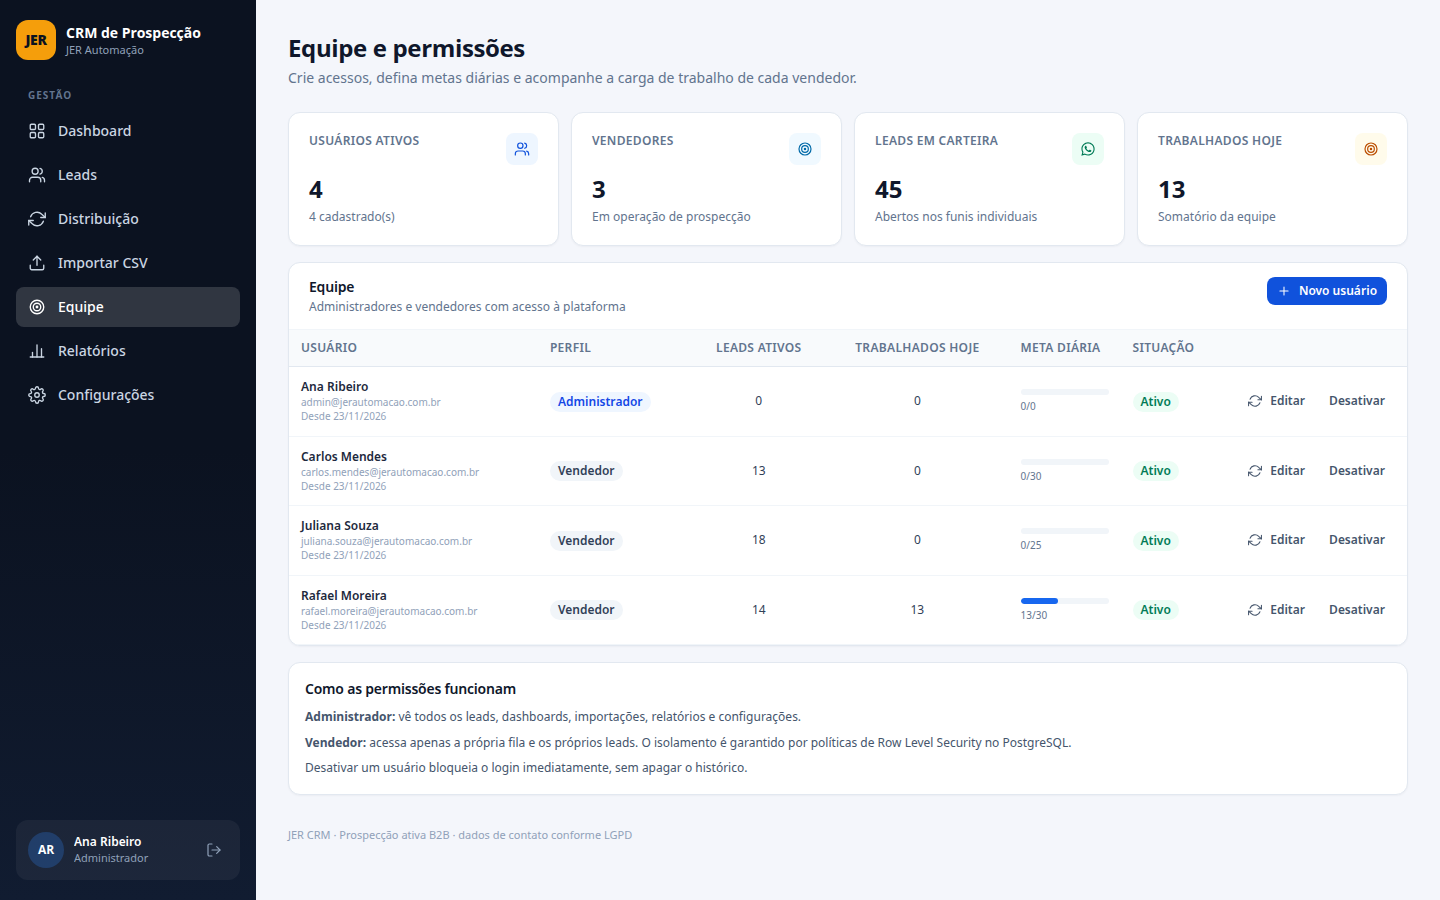 JER
CRM de Prospecção
JER Automação
GESTÃO
Dashboard
Leads
Distribuição
Importar CSV
Equipe
Relatórios
Configurações
AR
Ana Ribeiro
Administrador
Equipe e permissões
Crie acessos, defina metas diárias e acompanhe a carga de trabalho de cada vendedor.
USUÁRIOS ATIVOS
4
4 cadastrado(s)
VENDEDORES
3
Em operação de prospecção
LEADS EM CARTEIRA
45
Abertos nos funis individuais
TRABALHADOS HOJE
13
Somatório da equipe
Equipe
Administradores e vendedores com acesso à plataforma
Novo usuário
USUÁRIO PERFIL LEADS ATIVOS TRABALHADOS HOJE META DIÁRIA SITUAÇÃO
Ana Ribeiro
admin@jerautomacao.com.br
Desde 23/11/2026
Administrador 0 0 0/0 Ativo Editar Desativar
Carlos Mendes
carlos.mendes@jerautomacao.com.br
Desde 23/11/2026
Vendedor 13 0 0/30 Ativo Editar Desativar
Juliana Souza
juliana.souza@jerautomacao.com.br
Desde 23/11/2026
Vendedor 18 0 0/25 Ativo Editar Desativar
Rafael Moreira
rafael.moreira@jerautomacao.com.br
Desde 23/11/2026
Vendedor 14 13 13/30 Ativo Editar Desativar
Como as permissões funcionam
Administrador: vê todos os leads, dashboards, importações, relatórios e configurações.
Vendedor: acessa apenas a própria fila e os próprios leads. O isolamento é garantido por políticas de Row Level Security no PostgreSQL.
Desativar um usuário bloqueia o login imediatamente, sem apagar o histórico.
JER CRM · Prospecção ativa B2B · dados de contato conforme LGPD